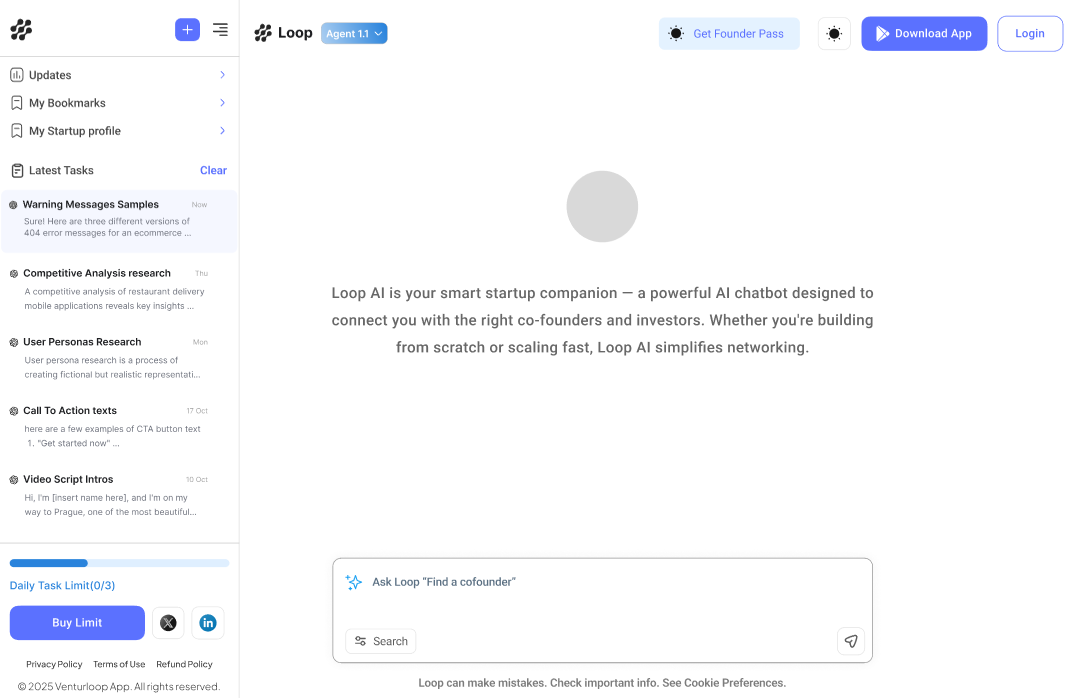 Updates
My Bookmarks
My Startup profile
Latest Tasks
Clear
Warning Messages Samples
Now
Sure! Here are three different versions of
404 error messages for an ecommerce ...
Competitive Analysis research
Thu
A competitive analysis of restaurant delivery
mobile applications reveals key insights ...
User Personas Research
Mon
User persona research is a process of
creating fictional but realistic representati...
Call To Action texts
17 Oct
here are a few examples of CTA button text
1. "Get started now" ...
Video Script Intros
10 Oct
Hi, I'm [insert name here], and I'm on my
way to Prague, one of the most beautiful...
Daily Task Limit(0/3)
Buy Limit
Privacy Policy
Terms of Use
Refund Policy
© 2025 Venturloop App. All rights reserved.
Loop
Agent 1.1
Get Founder Pass
Download App
Login
Loop AI is your smart startup companion — a powerful AI chatbot designed to
connect you with the right co-founders and investors. Whether you're building
from scratch or scaling fast, Loop AI simplifies networking.
Ask Loop “Find a cofounder”
Search
Loop can make mistakes. Check important info. See Cookie Preferences.